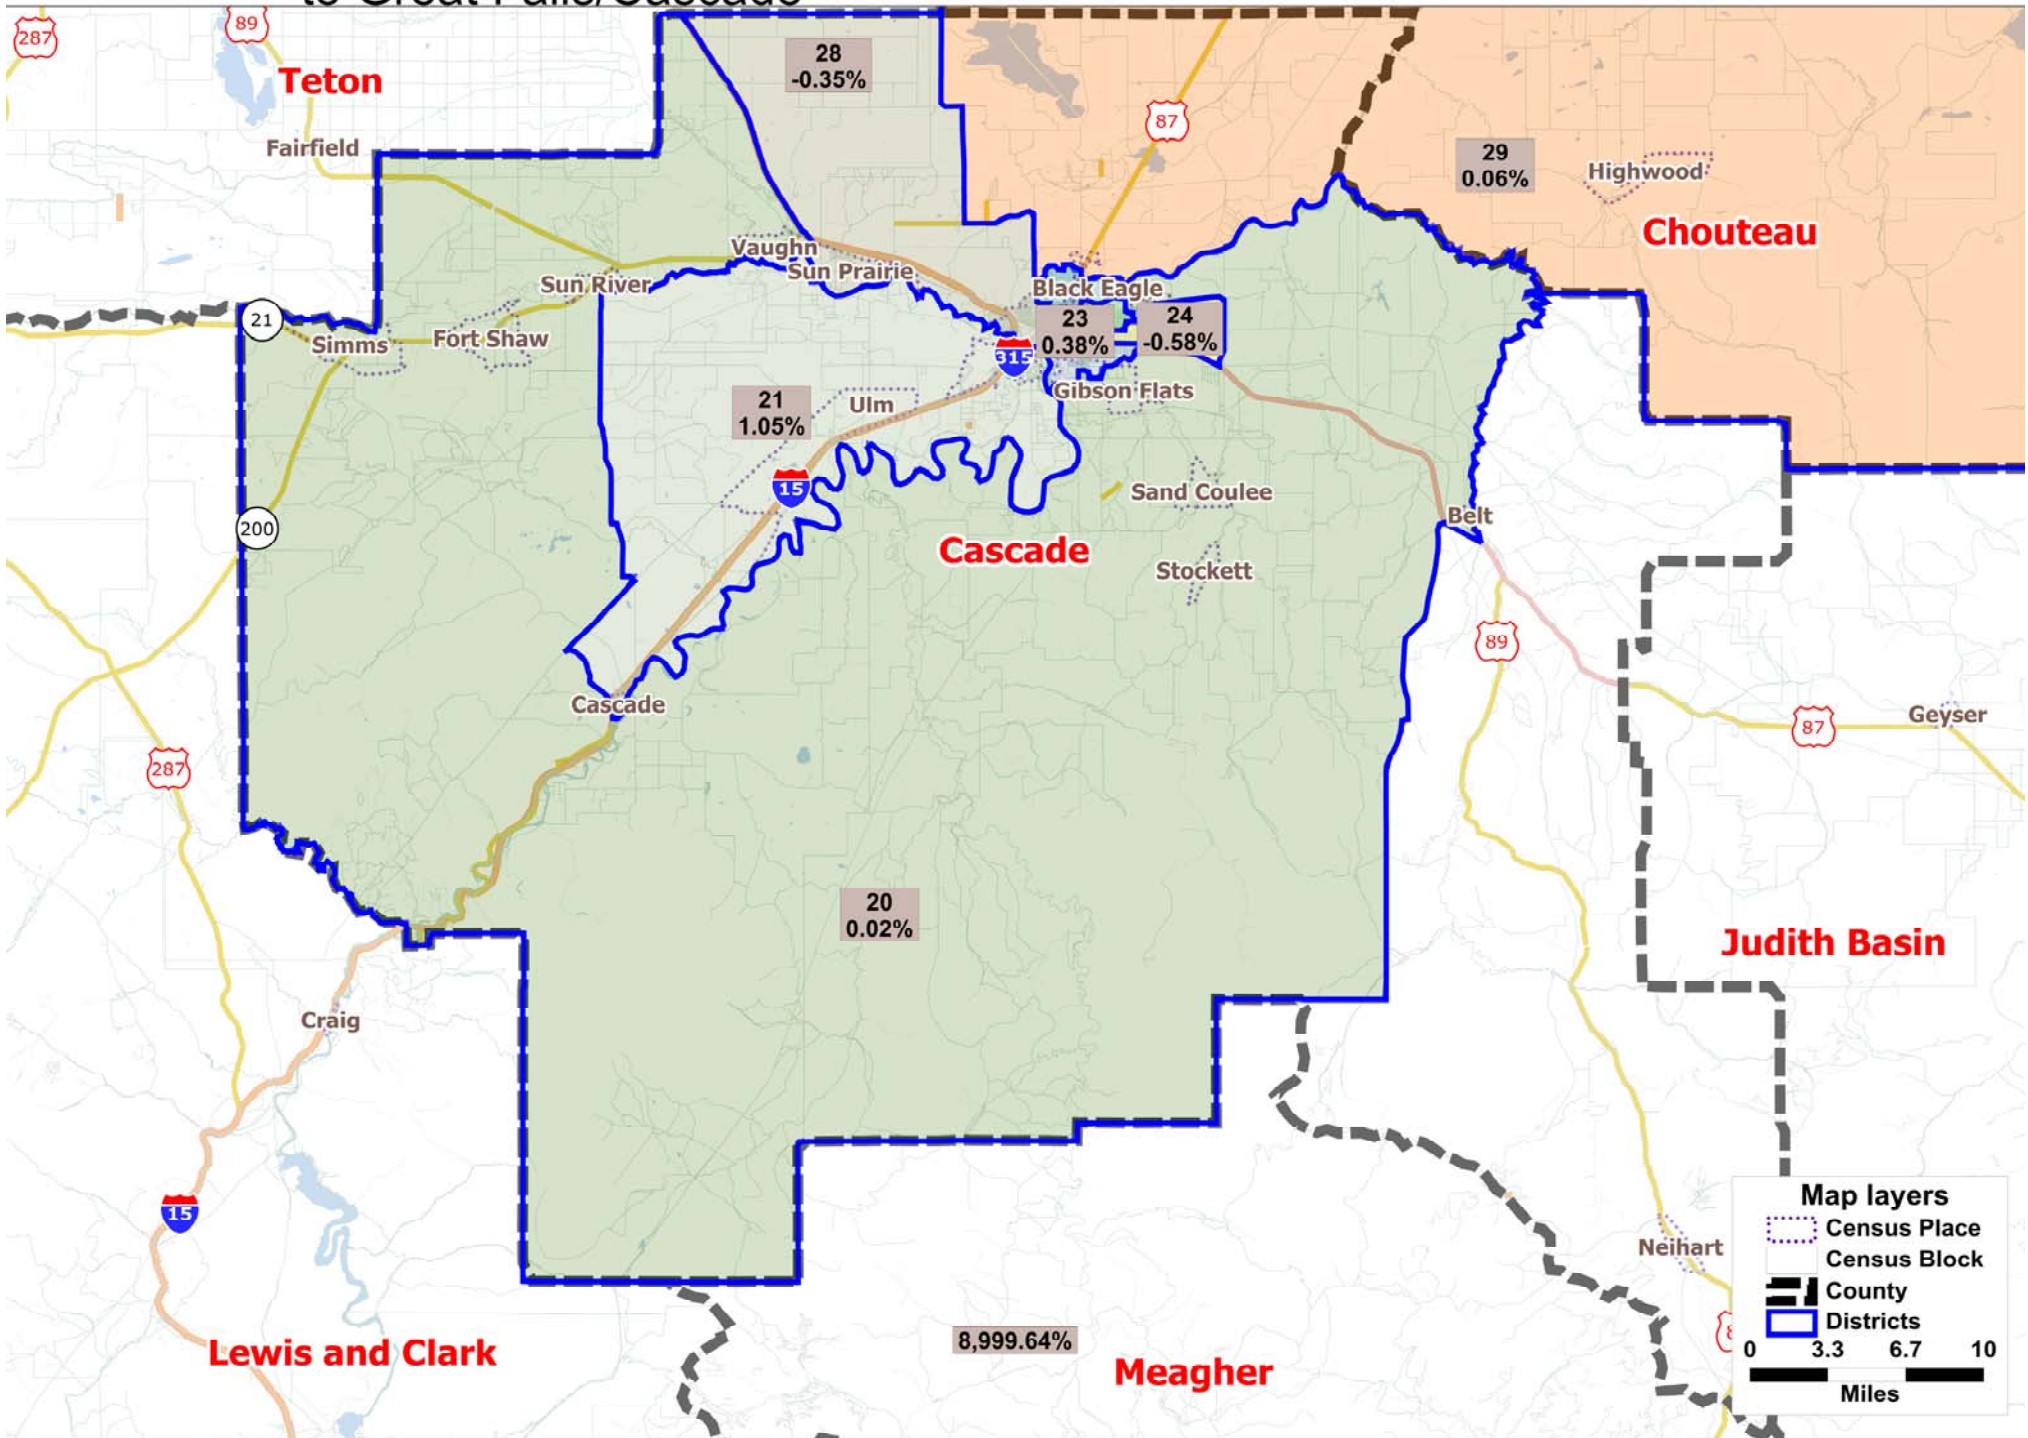 to Great Falls/Cascade
287
89
Teton
28
-0.35%
87
Fairfield
29
0.06%
Highwood
Chouteau
Vaughn
Sun Prairie
Sun River
Black Eagle
21
Simms
Fort Shaw
23
0.38%
24
-0.58%
315
Gibson Flats
21
1.05%
Ulm
15
Sand Coulee
Belt
200
Cascade
Stockett
89
Cascade
87
Geyser
287
20
0.02%
Judith Basin
Craig
15
Neihart
Lewis and Clark
8,999.64%
Meagher
Map layers
Census Place
Census Block
County
Districts
0 3.3 6.7 10
Miles